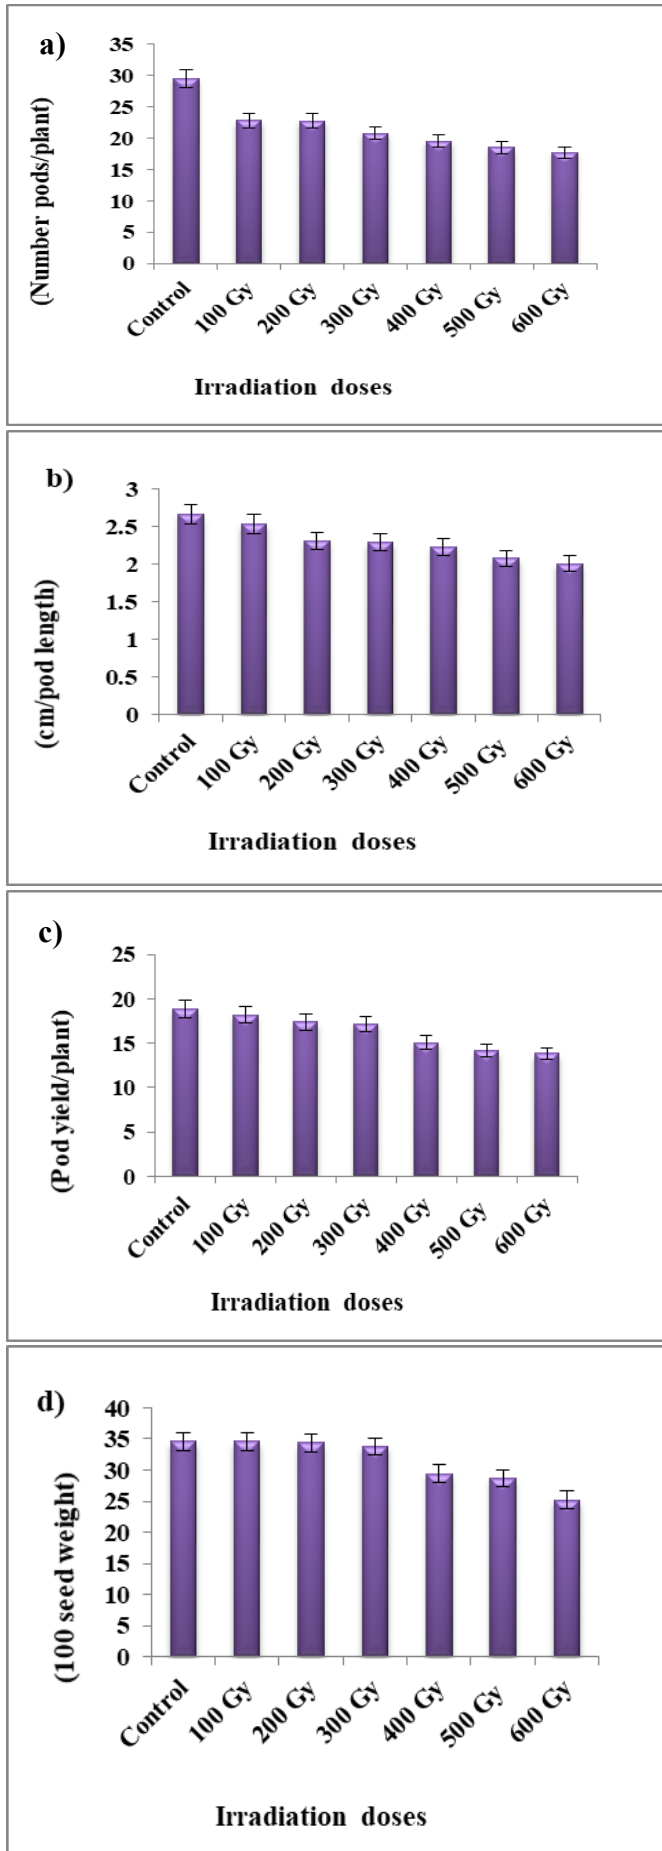 a)
(Number pods/plant)
35
30
25
20
15
10
5
0
Control
100 Gy
200 Gy
300 Gy
400 Gy
500 Gy
600 Gy
Irradiation doses
b)
(cm/pod length)
3
2.5
2
1.5
1
0.5
0
Control
100 Gy
200 Gy
300 Gy
400 Gy
500 Gy
600 Gy
Irradiation doses
c)
(Pod yield/plant)
25
20
15
10
5
0
Control
100 Gy
200 Gy
300 Gy
400 Gy
500 Gy
600 Gy
Irradiation doses
d)
(100 seed weight)
40
35
30
25
20
15
10
5
0
Control
100 Gy
200 Gy
300 Gy
400 Gy
500 Gy
600 Gy
Irradiation doses